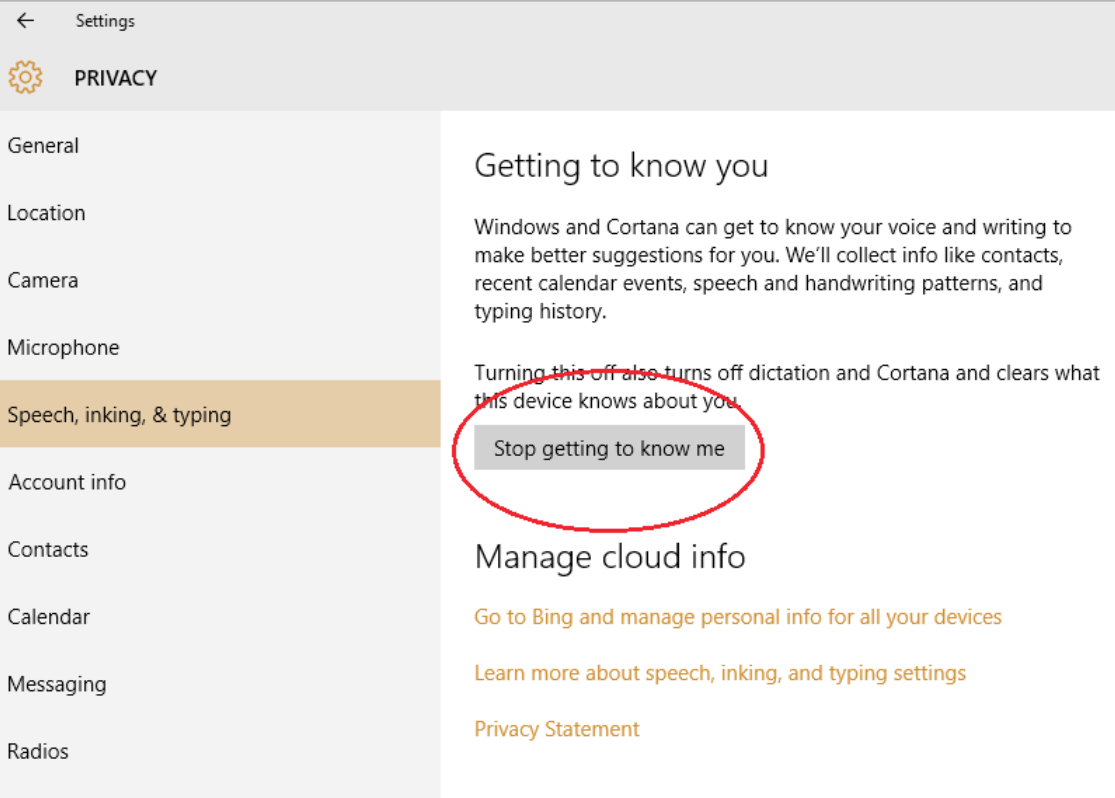 Settings
PRIVACY
General
Location
Camera
Microphone
Speech, inking, & typing
Account info
Contacts
Calendar
Messaging
Radios
Getting to know you
Windows and Cortana can get to know your voice and writing to
make better suggestions for you. We'll collect info like contacts,
recent calendar events, speech and handwriting patterns, and
typing history.
Turning this off also turns off dictation and Cortana and clears what
this device knows about you.
Stop getting to know me
Manage cloud info
Go to Bing and manage personal info for all your devices
Learn more about speech, inking, and typing settings
Privacy Statement